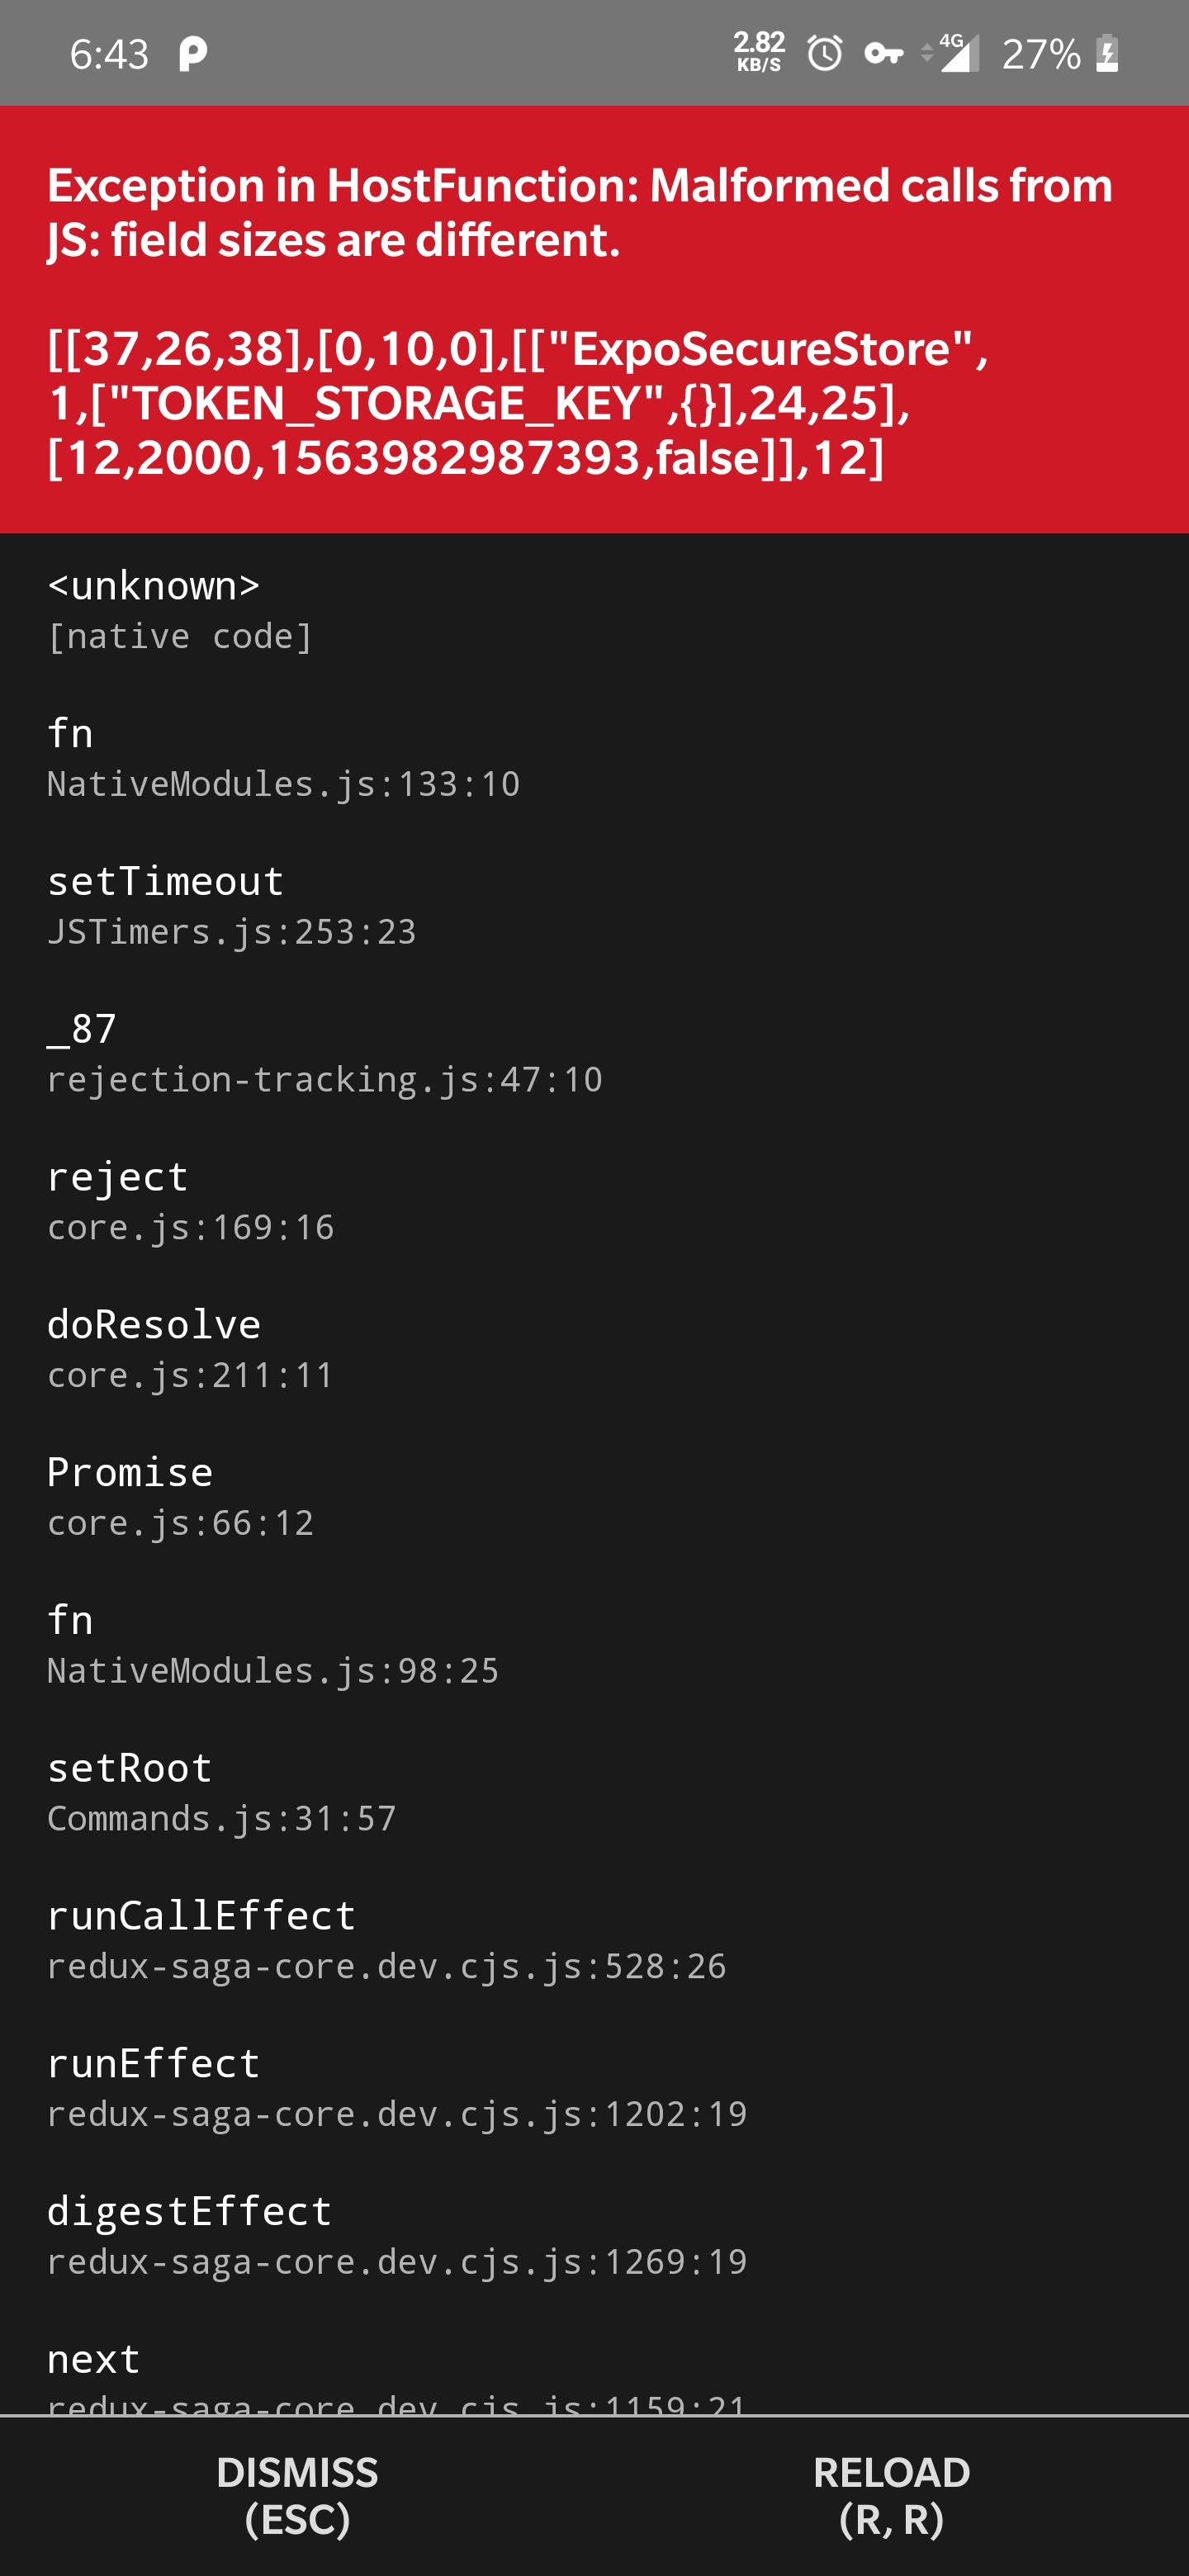 6:43 2.82 KB/S 4G 27%
Exception in HostFunction: Malformed calls from
JS: field sizes are different.
[[37,26,38],[0,10,0],[["ExpoSecureStore",
1,["TOKEN_STORAGE_KEY",{}],24,25],
[12,2000,1563982987393,false]],12]
<unknown>
[native code]
fn
NativeModules.js:133:10
setTimeout
JSTimers.js:253:23
_87
rejection-tracking.js:47:10
reject
core.js:169:16
doResolve
core.js:211:11
Promise
core.js:66:12
fn
NativeModules.js:98:25
setRoot
Commands.js:31:57
runCallEffect
redux-saga-core.dev.cjs.js:528:26
runEffect
redux-saga-core.dev.cjs.js:1202:19
digestEffect
redux-saga-core.dev.cjs.js:1269:19
next
redux-saga-core.dev.cjs.js:1159:21
DISMISS
(ESC)
RELOAD
(R, R)